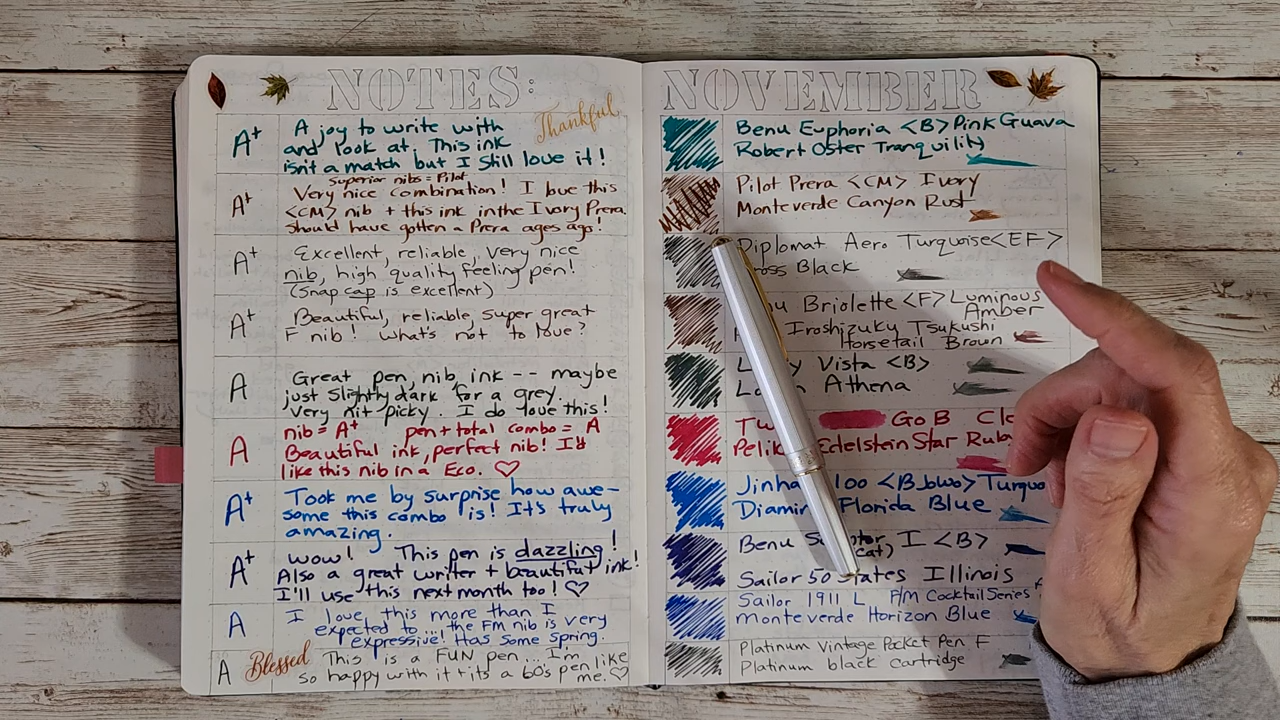 NOTES:
Thankful
A+
A joy to write with
and look at. This ink
isn't a match but I still love it!
A+
superior nibs = Pilot
Very nice combination! I love this
<CM> nib + this ink in the Ivory Prera.
should have gotten a Prera ages ago!
A+
Excellent, reliable, very nice
nib, high quality feeling pen!
(Snap cap is excellent)
A+
Beautiful, reliable, super great
F nib! what's not to love?
A
Great pen, nib, ink -- maybe
just slightly dark for a grey.
Very nit picky. I do love this!
A
nib = A+ pen + total combo = A
Beautiful ink, perfect nib! I'd
like this nib in a Eco. ♡
A+
Took me by surprise how awe-
some this combo is! It's truly
amazing.
A+
wow! This pen is dazzling!
Also a great writer + beautiful ink!
I'll use this next month too! ♡
A
I love this more than I
expected to... the FM nib is very
expressive! Has some spring.
A
Blessed
This is a FUN pen... I'm
so happy with it + its a 60's pen like
me. ♡
NOVEMBER
Benu Euphoria <B> Pink Guava
Robert Oster Tranquility
Pilot Prera <CM> Ivory
Monteverde Canyon Rust
Diplomat Aero Turquoise <EF>
Black
Briolette <F> Luminous
Amber
Iroshizuky Tsukushi
Horsetail Brown
Vista <B>
Athena
Go B
Edelstein Star Ruby
100 <B Jowo>
Florida Blue
Benu I <B>
Sailor 50 States Illinois
Sailor 1911 L P/M Cocktail Series
Monteverde Horizon Blue
Platinum Vintage Pocket Pen F
Platinum black Cartridge